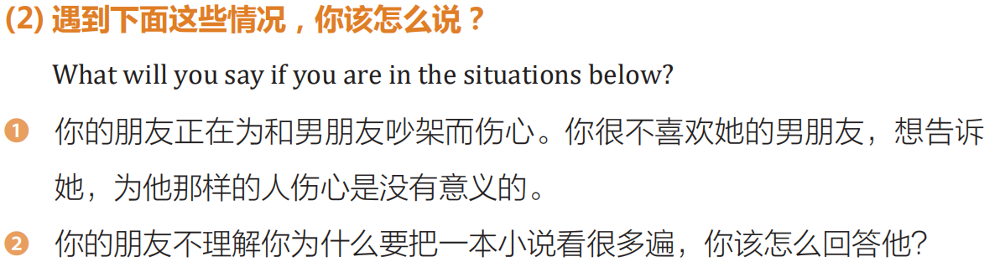 (2) 遇到下面这些情况，你该怎么说？
What will you say if you are in the situations below?
1 你的朋友正在为和男朋友吵架而伤心。你很不喜欢她的男朋友，想告诉
她，为他那样的人伤心是没有意义的。
2 你的朋友不理解你为什么要把一本小说看很多遍，你该怎么回答他？